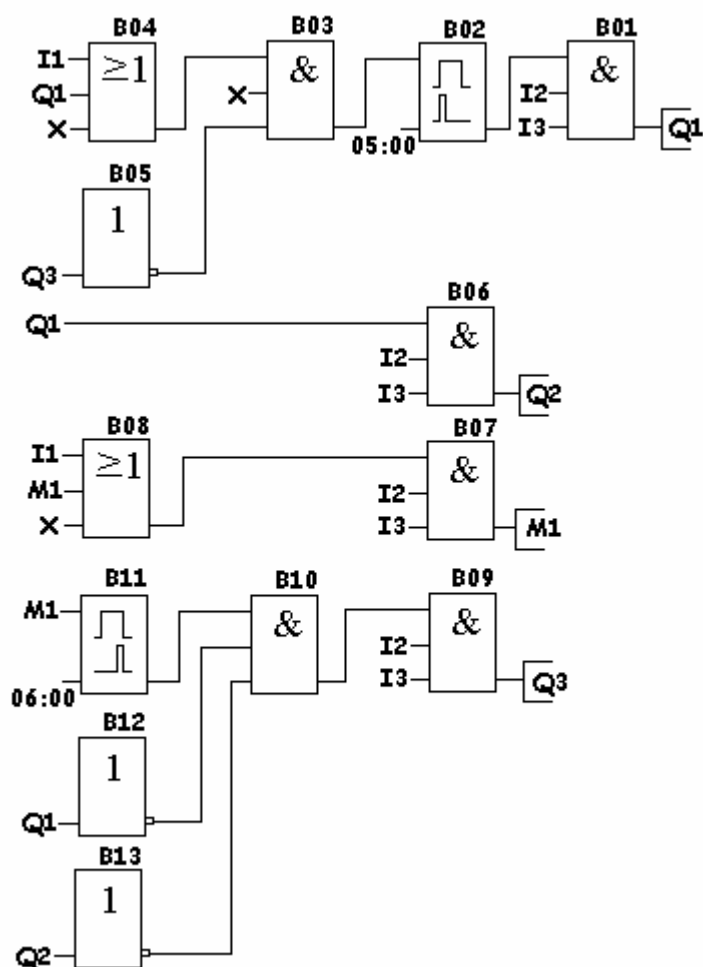 B04 B03 B02 B01
I1 ≥1 & &
Q1 X I2
X 05:00 I3 Q1
B05
1
Q3
B06
Q1 &
I2
I3 Q2
B08 B07
I1 ≥1 &
M1 I2
X I3 M1
B11 B10 B09
M1 & &
I2
06:00 I3 Q3
B12
1
Q1
B13
1
Q2